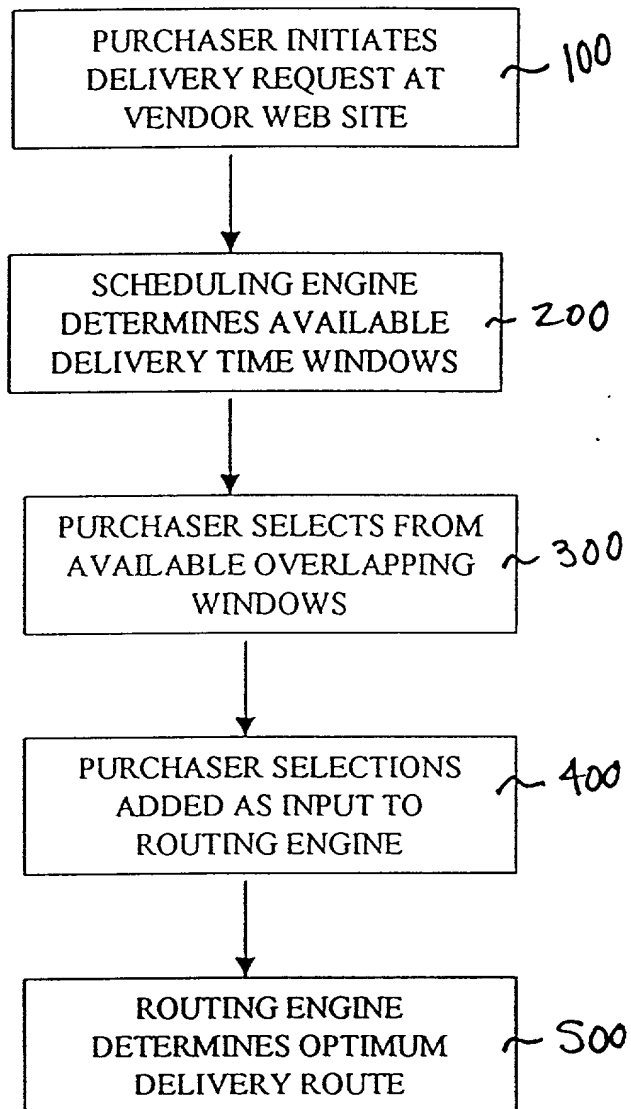 PURCHASER INITIATES
DELIVERY REQUEST AT
VENDOR WEB SITE
100
SCHEDULING ENGINE
DETERMINES AVAILABLE
DELIVERY TIME WINDOWS
200
PURCHASER SELECTS FROM
AVAILABLE OVERLAPPING
WINDOWS
300
PURCHASER SELECTIONS
ADDED AS INPUT TO
ROUTING ENGINE
400
ROUTING ENGINE
DETERMINES OPTIMUM
DELIVERY ROUTE
500